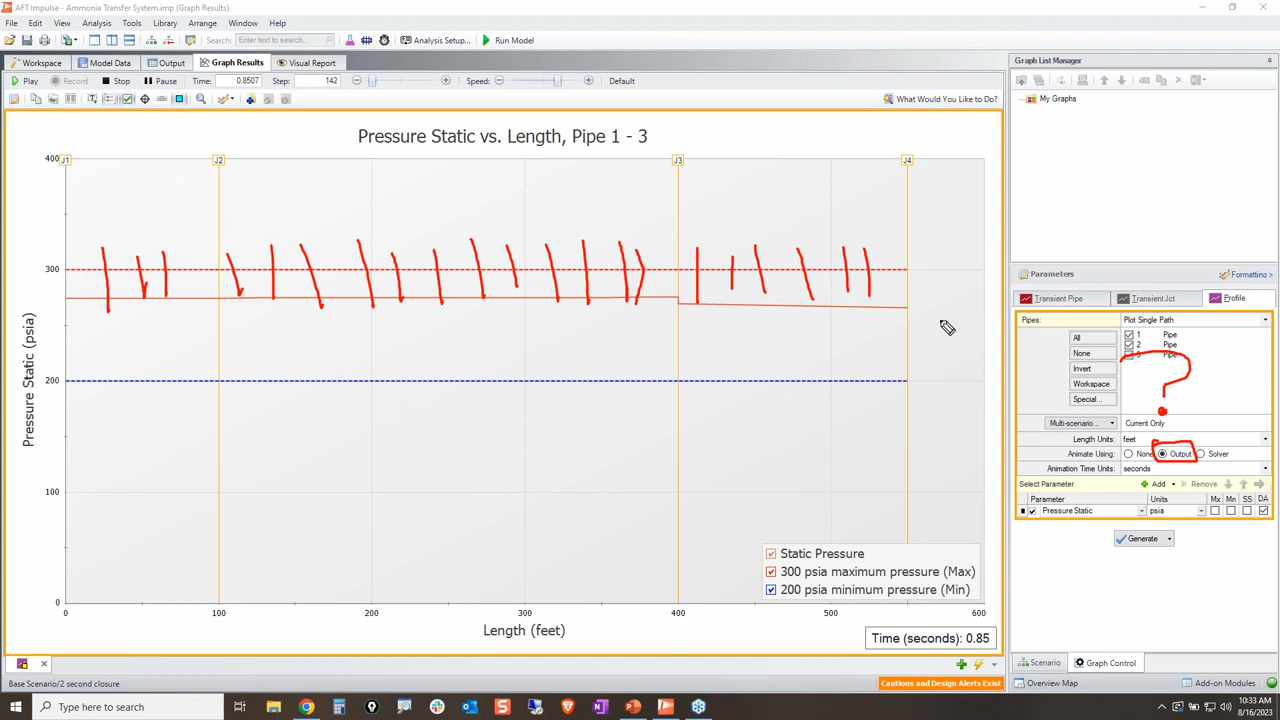 AFT Impulse - Ammonia Transfer System.imp (Graph Results)
File Edit View Analysis Tools Library Arrange Window Help
Search: Enter text to search... Analysis Setup... Run Model
Workspace Model Data Output Graph Results Visual Report
Play Record Stop Pause Time: 0.8507 Step: 142 Speed: Default
What Would You Like to Do?
Pressure Static vs. Length, Pipe 1 - 3
J1 J2 J3 J4
400
300
200
100
0
Pressure Static (psia)
0 100 200 300 400 500 600
Length (feet)
Static Pressure
300 psia maximum pressure (Max)
200 psia minimum pressure (Min)
Time (seconds): 0.85
Graph List Manager
My Graphs
Parameters Formatting
Transient Pipe Transient Jct Profile
Pipes: Plot Single Path
All
None
Invert
Workspace
Special...
1 Pipe
2 Pipe
3 Pipe
?
Multi-scenario... Current Only
Length Units: feet
Animate Using: None Output Solver
Animation Time Units: seconds
Select Parameter Add Remove
Parameter Units Mx Mn SS DA
Pressure Static psia
Generate
Scenario Graph Control
Base Scenario/2 second closure Cautions and Design Alerts Exist Overview Map Add-on Modules
Type here to search
10:33 AM
8/16/2023